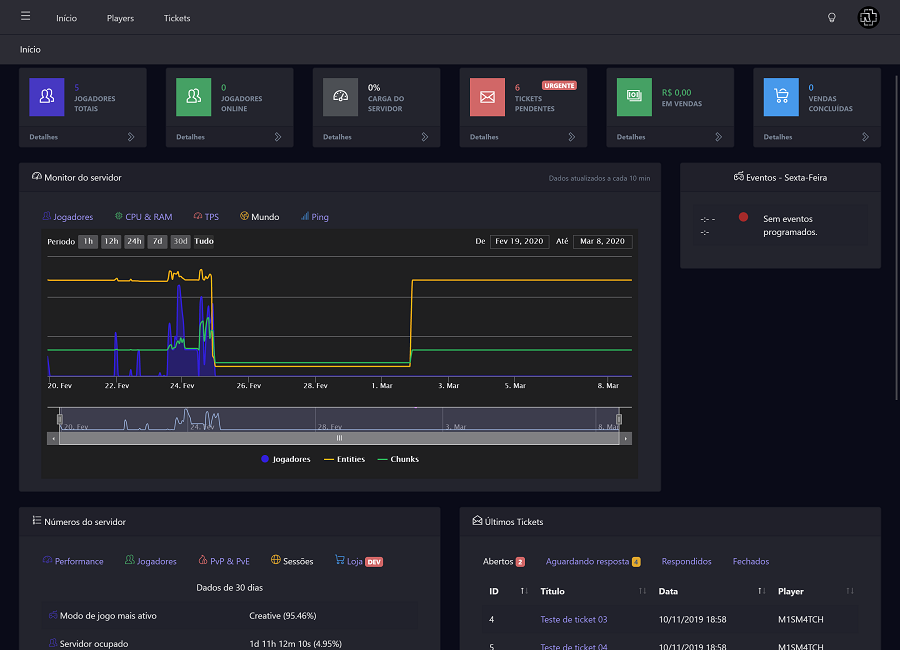 Início
Players
Tickets
Início
5
JOGADORES
TOTAIS
Detalhes
0
JOGADORES
ONLINE
Detalhes
0%
CARGA DO
SERVIDOR
Detalhes
6
URGENTE
TICKETS
PENDENTES
Detalhes
R$ 0,00
EM VENDAS
Detalhes
0
VENDAS
CONCLUÍDAS
Detalhes
Monitor do servidor
Dados atualizados a cada 10 min
Jogadores
CPU & RAM
TPS
Mundo
Ping
Período 1h 12h 24h 7d 30d Tudo
De Fev 19, 2020 Até Mar 8, 2020
20. Fev 22. Fev 24. Fev 26. Fev 28. Fev 1. Mar 3. Mar 5. Mar 8. Mar
20. Fev 24. Fev 28. Fev 3. Mar 8. Mar
Jogadores Entities Chunks
Eventos - Sexta-Feira
-:- -
-:-
Sem eventos
programados.
Números do servidor
Performance
Jogadores
PvP & PvE
Sessões
Loja DEV
Dados de 30 dias
Modo de jogo mais ativo Creative (95.46%)
Servidor ocupado 1d 11h 12m 10s (4.95%)
Últimos Tickets
Abertos 2
Aguardando resposta 4
Respondidos
Fechados
ID Título Data Player
4 Teste de ticket 03 10/11/2019 18:58 M1SM4TCH
5 Teste de ticket 04 10/11/2019 18:58 M1SM4TCH